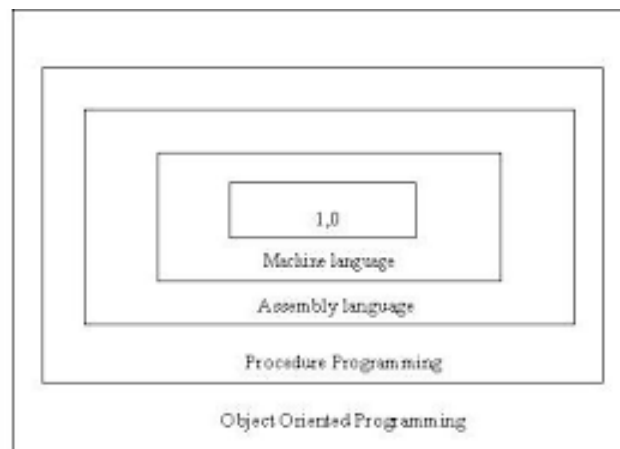 1,0
Machine language
Assembly language
Procedure Programming
Object Oriented Programming